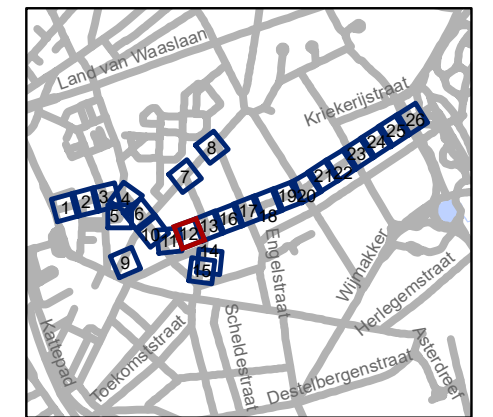 Land van Waaslaan
Kriekerijstraat
8
7
26
25
24
23
22
21
20
19
18
17
16
13
12
11
10
6
5
4
3
2
1
14
15
9
Engelstraat
Wijmakker
Herlegemstraat
Scheldestraat
Kattepad
Toekomststraat
Destelbergenstraat
Asterdreef